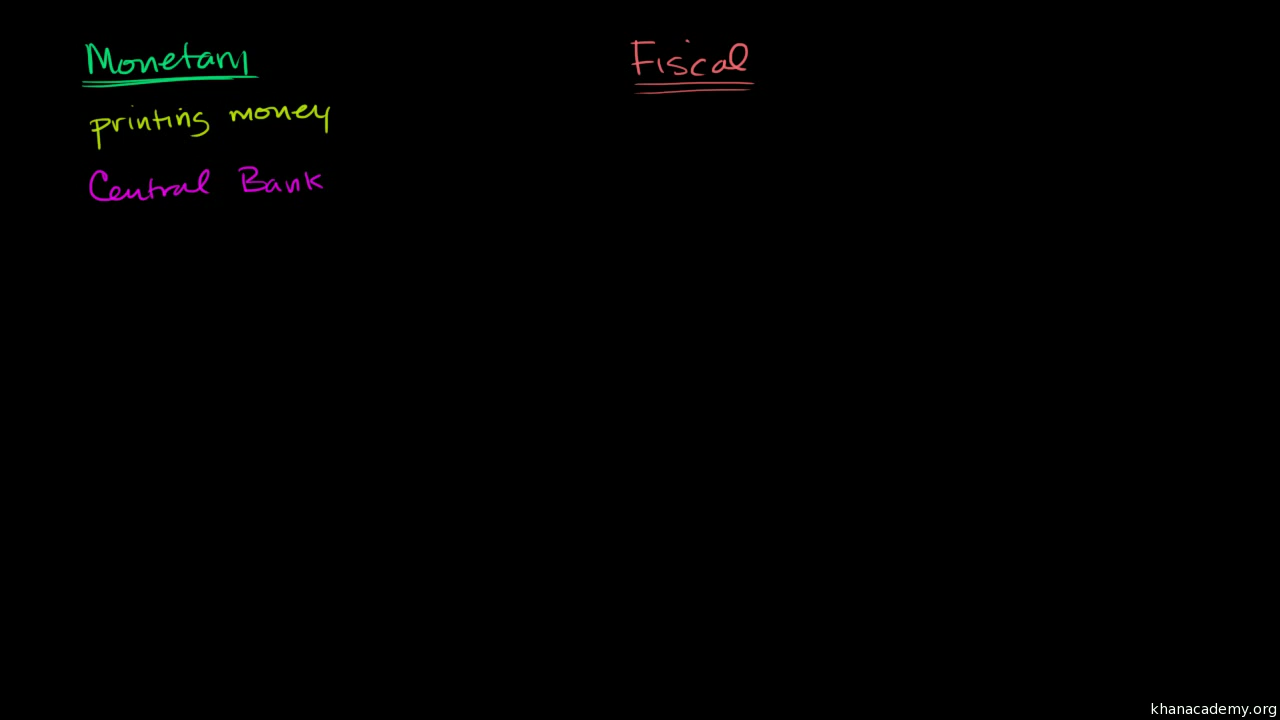 Monetary
Fiscal
printing money
Central Bank
khanacademy.org